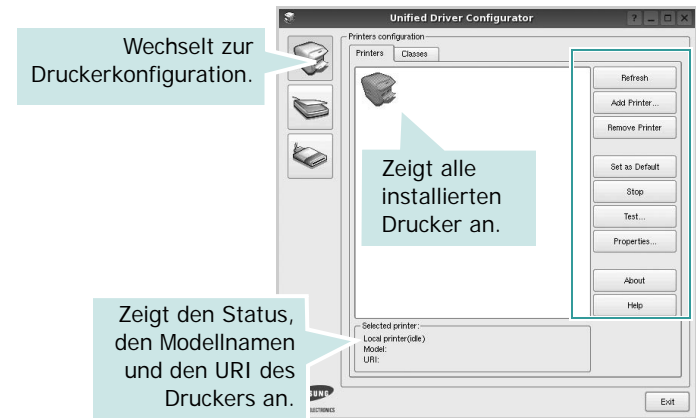 Unified Driver Configurator
Wechselt zur
Druckerkonfiguration.
Printers configuration
Printers
Classes
Refresh
Add Printer...
Remove Printer
Set as Default
Stop
Test...
Properties...
About
Help
Zeigt alle
installierten
Drucker an.
Zeigt den Status,
den Modellnamen
und den URI des
Druckers an.
Selected printer:
Local printer(idle)
Model:
URI:
ELECTRONICS
Exit